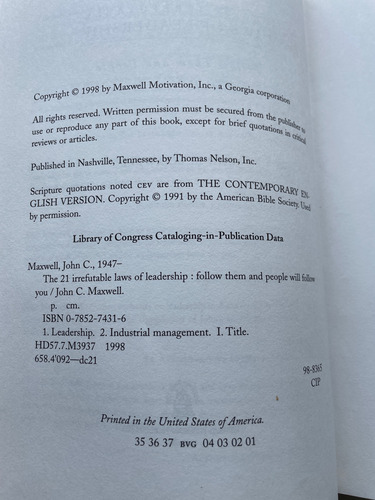 Copyright © 1998 by Maxwell Motivation, Inc., a Georgia corporation
All rights reserved. Written permission must be secured from the publisher to
use or reproduce any part of this book, except for brief quotations in critical
reviews or articles.
Published in Nashville, Tennessee, by Thomas Nelson, Inc.
Scripture quotations noted CEV are from THE CONTEMPORARY EN-
GLISH VERSION. Copyright © 1991 by the American Bible Society. Used
by permission.
Library of Congress Cataloging-in-Publication Data
Maxwell, John C., 1947–
The 21 irrefutable laws of leadership : follow them and people will follow
you / John C. Maxwell.
p. cm.
ISBN 0-7852-7431-6
1. Leadership. 2. Industrial management. I. Title.
HD57.7.M3937 1998
658.4'092—dc21
98-8365
CIP
Printed in the United States of America.
35 36 37 BVG 04 03 02 01